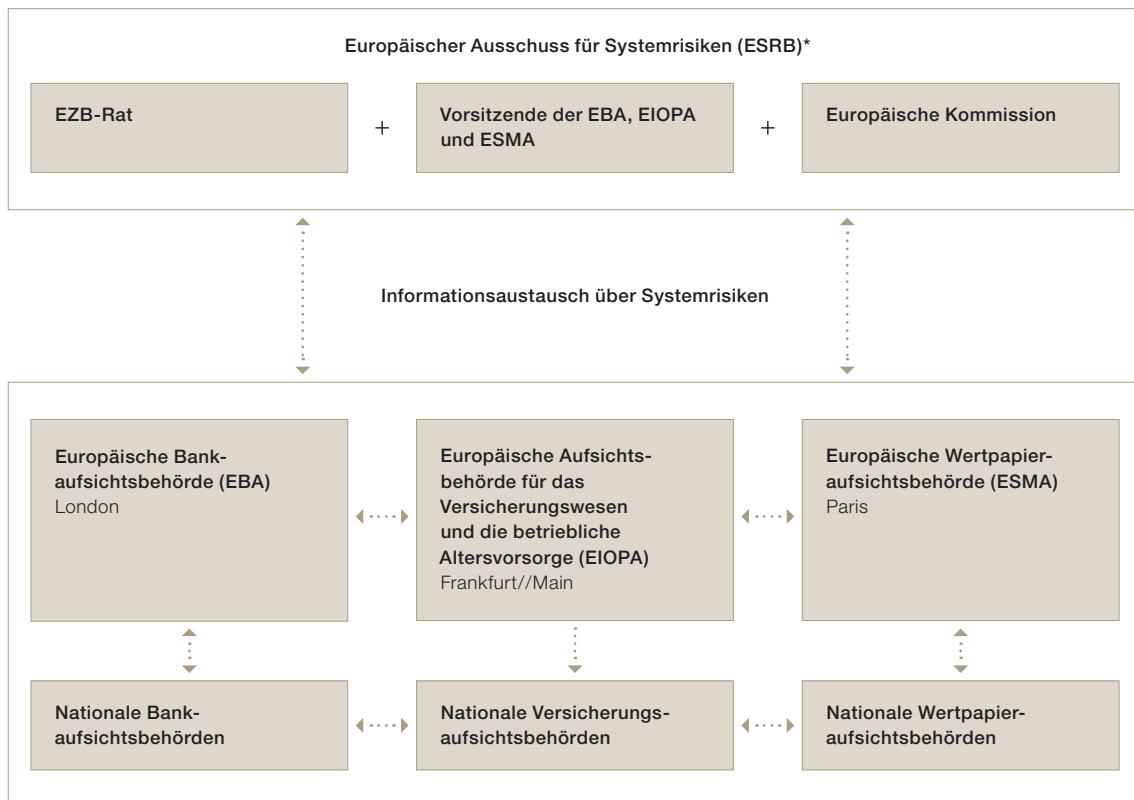 Europäischer Ausschuss für Systemrisiken (ESRB)*
EZB-Rat
+
Vorsitzende der EBA, EIOPA
und ESMA
+
Europäische Kommission
Informationsaustausch über Systemrisiken
Europäische Bank-
aufsichtsbehörde (EBA)
London
Europäische Aufsichts-
behörde für das
Versicherungswesen
und die betriebliche
Altersvorsorge (EIOPA)
Frankfurt//Main
Europäische Wertpapier-
aufsichtsbehörde (ESMA)
Paris
Nationale Bank-
aufsichtsbehörden
Nationale Versicherungs-
aufsichtsbehörden
Nationale Wertpapier-
aufsichtsbehörden